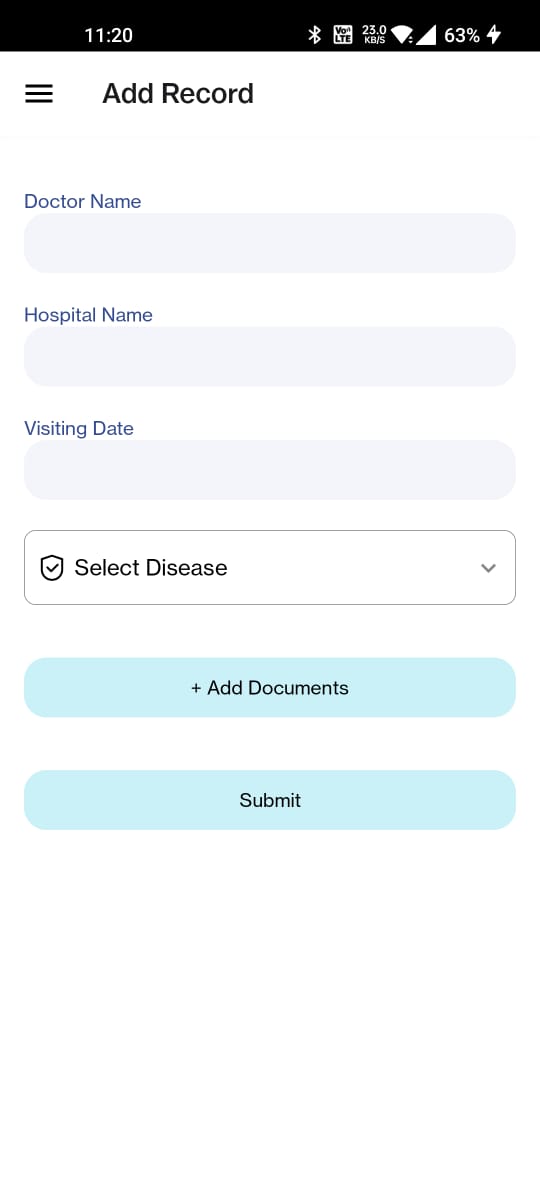 11:20 Vo)) LTE 23.0 KB/S 63%
Add Record
Doctor Name
Hospital Name
Visiting Date
Select Disease
+ Add Documents
Submit